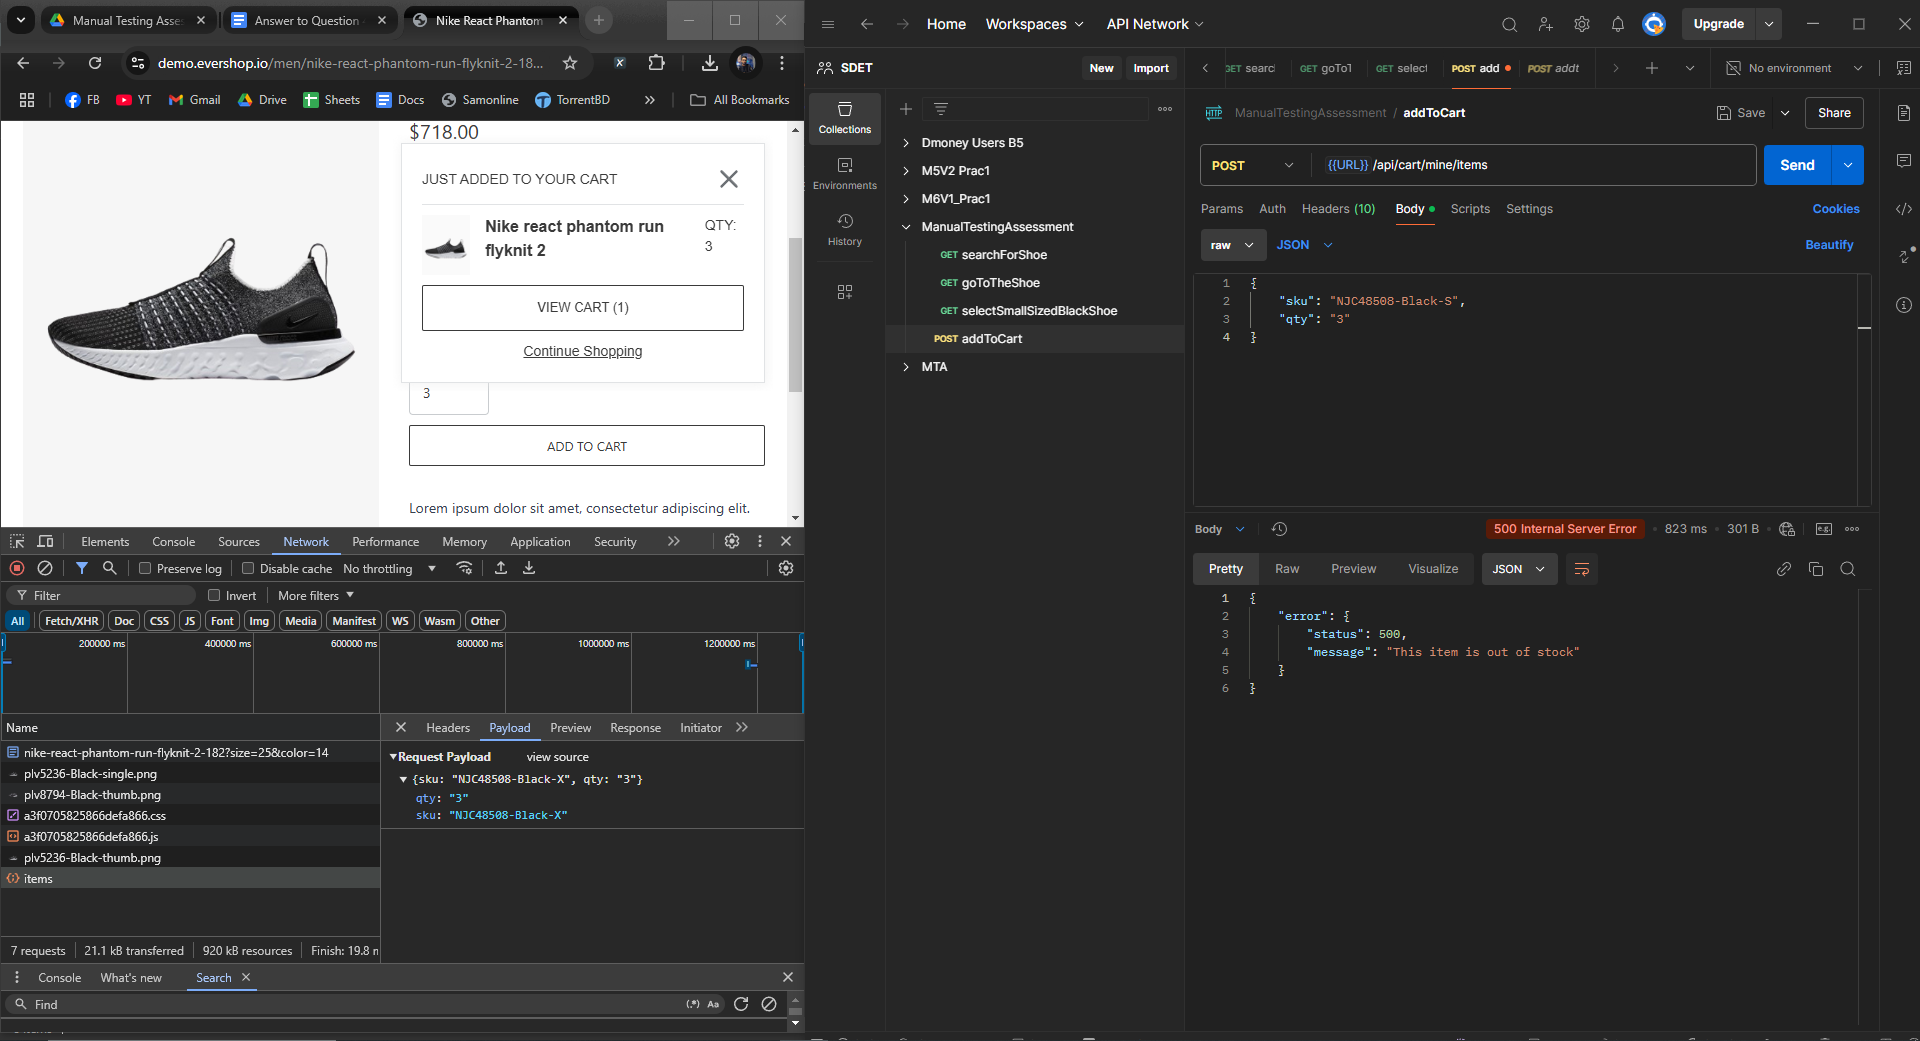 Manual Testing Asse
Answer to Question
Nike React Phantom
demo.evershop.io/men/nike-react-phantom-run-flyknit-2-18...
FB
YT
Gmail
Drive
Sheets
Docs
Samonline
TorrentBD
All Bookmarks
$718.00
JUST ADDED TO YOUR CART
Nike react phantom run
flyknit 2
QTY:
3
VIEW CART (1)
Continue Shopping
3
ADD TO CART
Lorem ipsum dolor sit amet, consectetur adipiscing elit.
Elements Console Sources Network Performance Memory Application Security
Preserve log Disable cache No throttling
Filter Invert More filters
All Fetch/XHR Doc CSS JS Font Img Media Manifest WS Wasm Other
200000 ms 400000 ms 600000 ms 800000 ms 1000000 ms 1200000 ms
Name
nike-react-phantom-run-flyknit-2-182?size=25&color=14
plv5236-Black-single.png
plv8794-Black-thumb.png
a3f0705825866defa866.css
a3f0705825866defa866.js
plv5236-Black-thumb.png
items
Headers Payload Preview Response Initiator
Request Payload view source
{sku: "NJC48508-Black-X", qty: "3"}
qty: "3"
sku: "NJC48508-Black-X"
7 requests 21.1 kB transferred 920 kB resources Finish: 19.8 m
Console What's new Search
Find (.*) Aa
Home Workspaces API Network
Upgrade
SDET
New Import
GET searc GET goToT GET select POST add POST addt
No environment
Collections
Environments
History
Dmoney Users B5
M5V2 Prac1
M6V1_Prac1
ManualTestingAssessment
GET searchForShoe
GET goToTheShoe
GET selectSmallSizedBlackShoe
POST addToCart
MTA
HTTP ManualTestingAssessment / addToCart
Save Share
POST {{URL}} /api/cart/mine/items
Send
Params Auth Headers (10) Body Scripts Settings
Cookies
raw JSON
Beautify
1 {
2 "sku": "NJC48508-Black-S",
3 "qty": "3"
4 }
Body
500 Internal Server Error 823 ms 301 B e.g.
Pretty Raw Preview Visualize JSON
1 {
2 "error": {
3 "status": 500,
4 "message": "This item is out of stock"
5 }
6 }